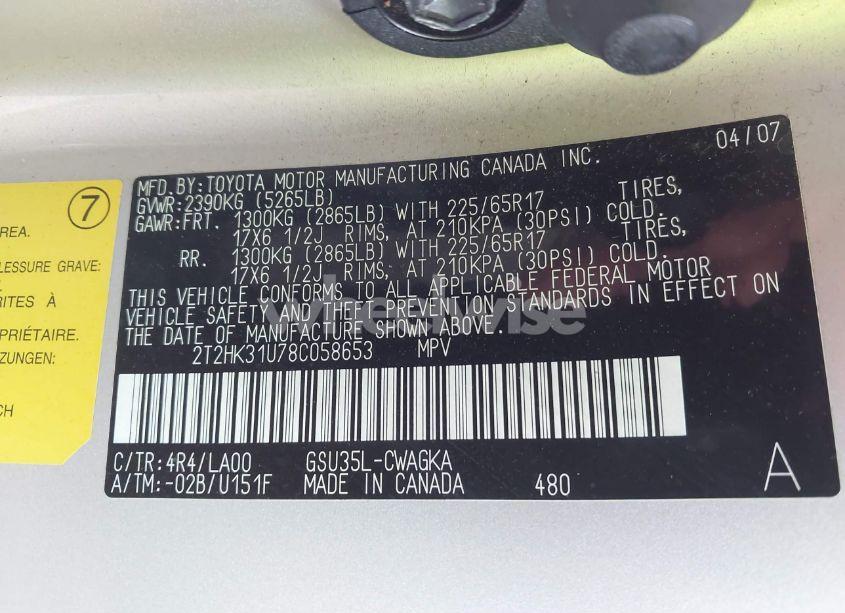 04/07
MFD.BY:TOYOTA MOTOR MANUFACTURING CANADA INC.
GVWR:2390KG (5265LB)
GAWR:FRT. 1300KG (2865LB) WITH 225/65R17 TIRES,
17X6 1/2J RIMS, AT 210KPA (30PSI) COLD.
RR. 1300KG (2865LB) WITH 225/65R17 TIRES,
17X6 1/2J RIMS, AT 210KPA (30PSI) COLD.
THIS VEHICLE CONFORMS TO ALL APPLICABLE FEDERAL MOTOR
VEHICLE SAFETY AND THEFT PREVENTION STANDARDS IN EFFECT ON
THE DATE OF MANUFACTURE SHOWN ABOVE.
2T2HK31U78C058653 MPV
C/TR:4R4/LA00 GSU35L-CWAGKA
A/TM:-02B/U151F MADE IN CANADA 480
A
wheelwise
7
REA.
LESSURE GRAVE:
RITES À
PRIÉTAIRE.
ZUNGEN:
CH